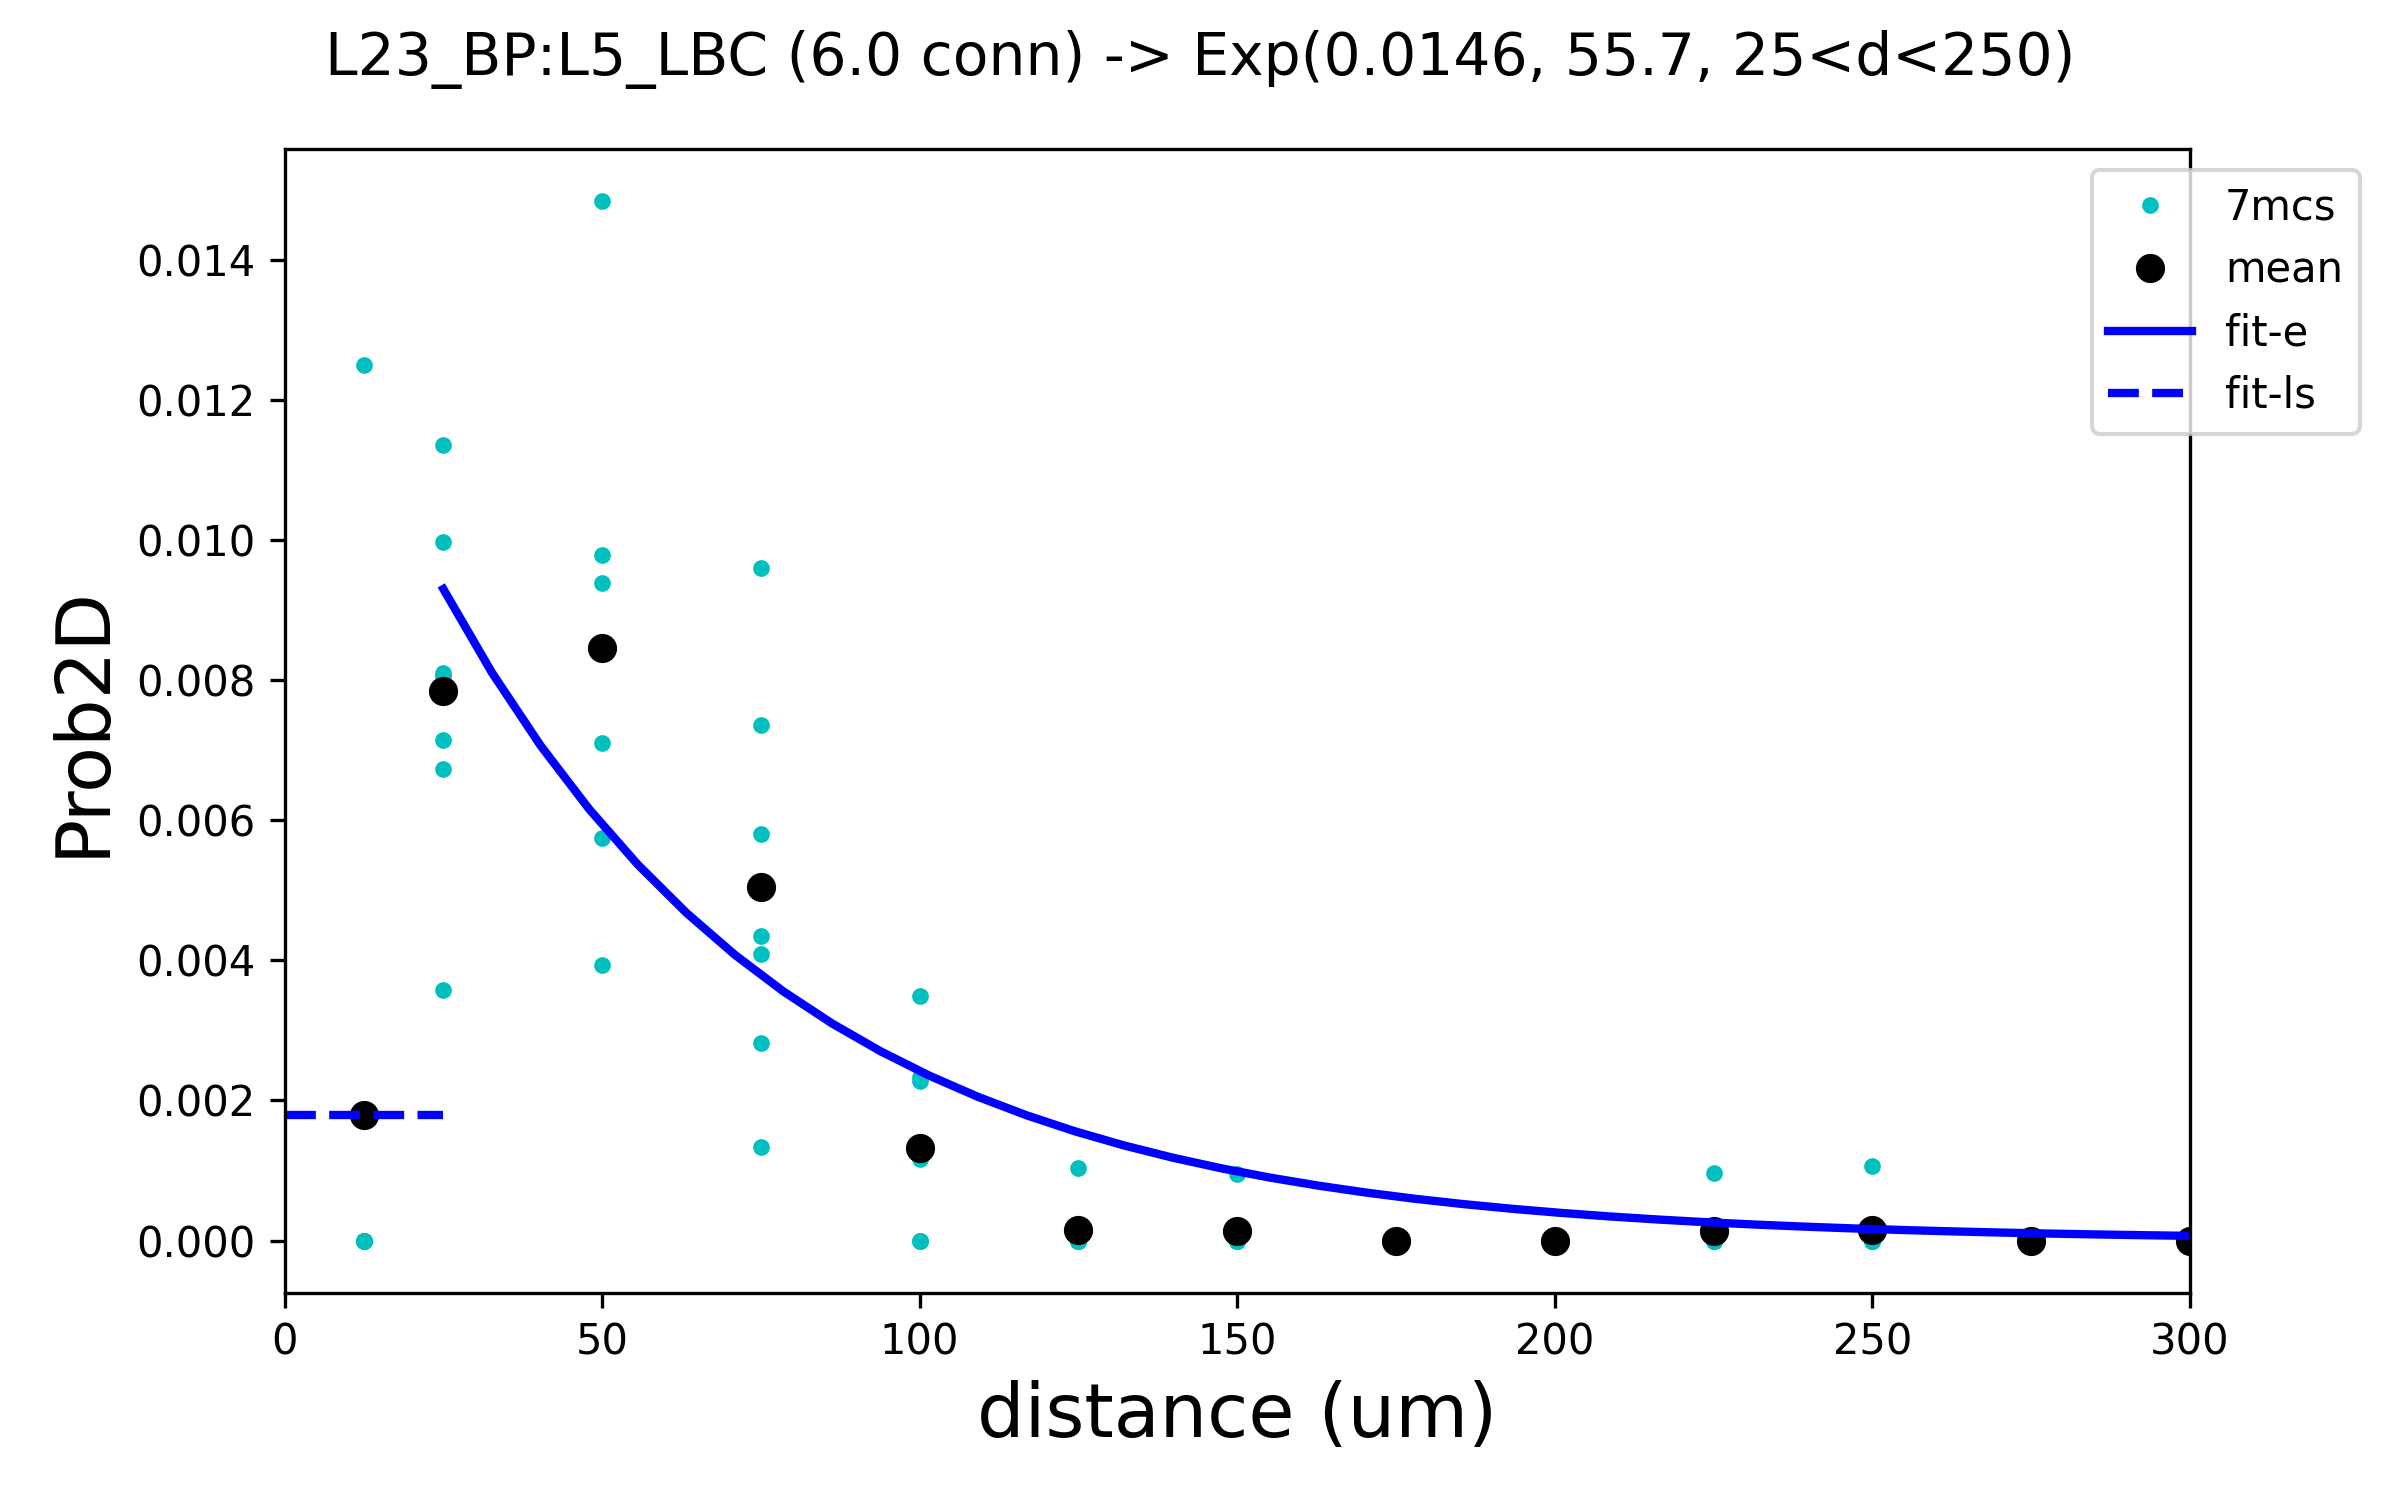 L23_BP:L5_LBC (6.0 conn) -> Exp(0.0146, 55.7, 25<d<250)
7mcs
mean
fit-e
fit-ls
Prob2D
0.014
0.012
0.010
0.008
0.006
0.004
0.002
0.000
0 50 100 150 200 250 300
distance (um)